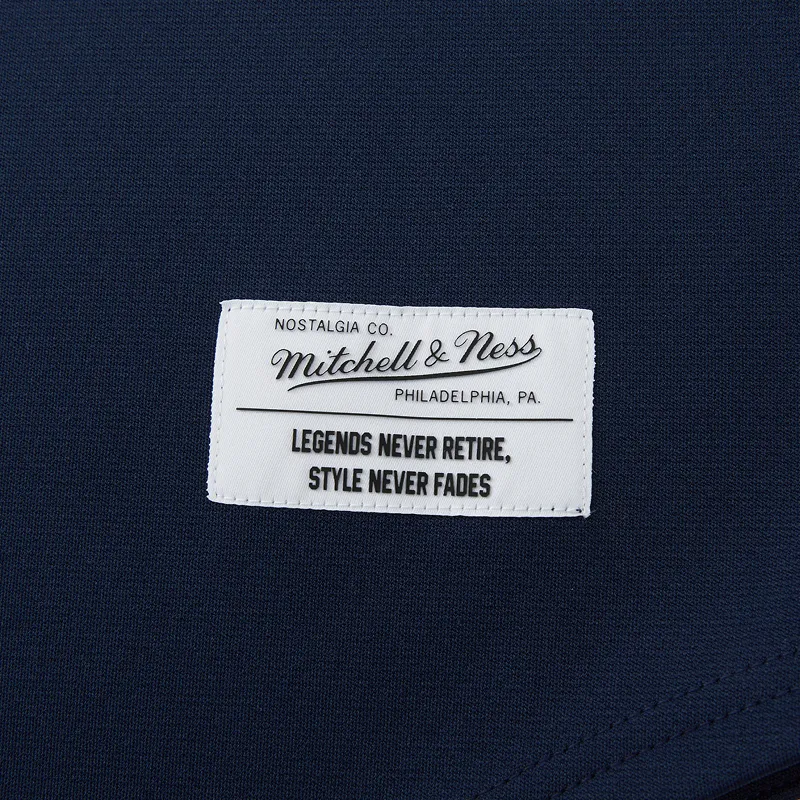 NOSTALGIA CO.
Mitchell & Ness
PHILADELPHIA, PA.
LEGENDS NEVER RETIRE,
STYLE NEVER FADES